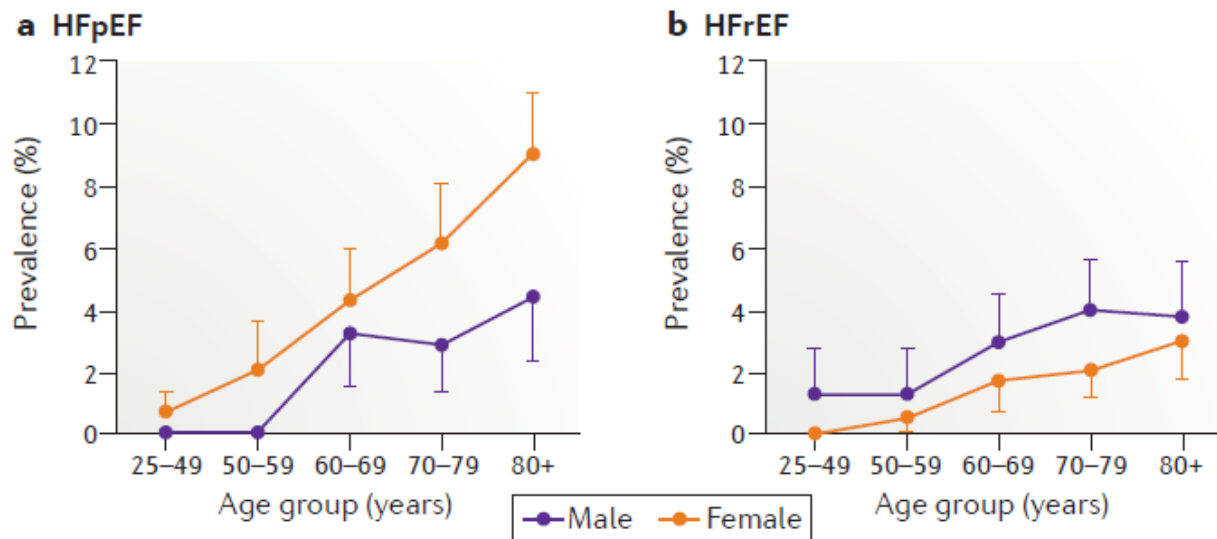 a HFpEF
12
10
8
6
4
2
0
Prevalence (%)
25–49 50–59 60–69 70–79 80+
Age group (years)
b HFrEF
12
10
8
6
4
2
0
Prevalence (%)
25–49 50–59 60–69 70–79 80+
Age group (years)
Male Female